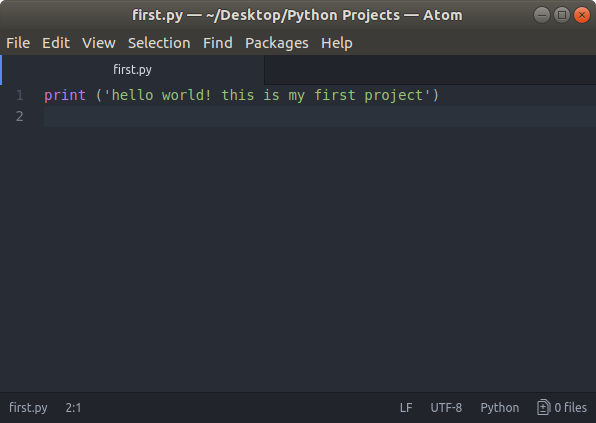 first.py — ~/Desktop/Python Projects — Atom
File Edit View Selection Find Packages Help
first.py
1 print ('hello world! this is my first project')
2
first.py 2:1 LF UTF-8 Python 0 files